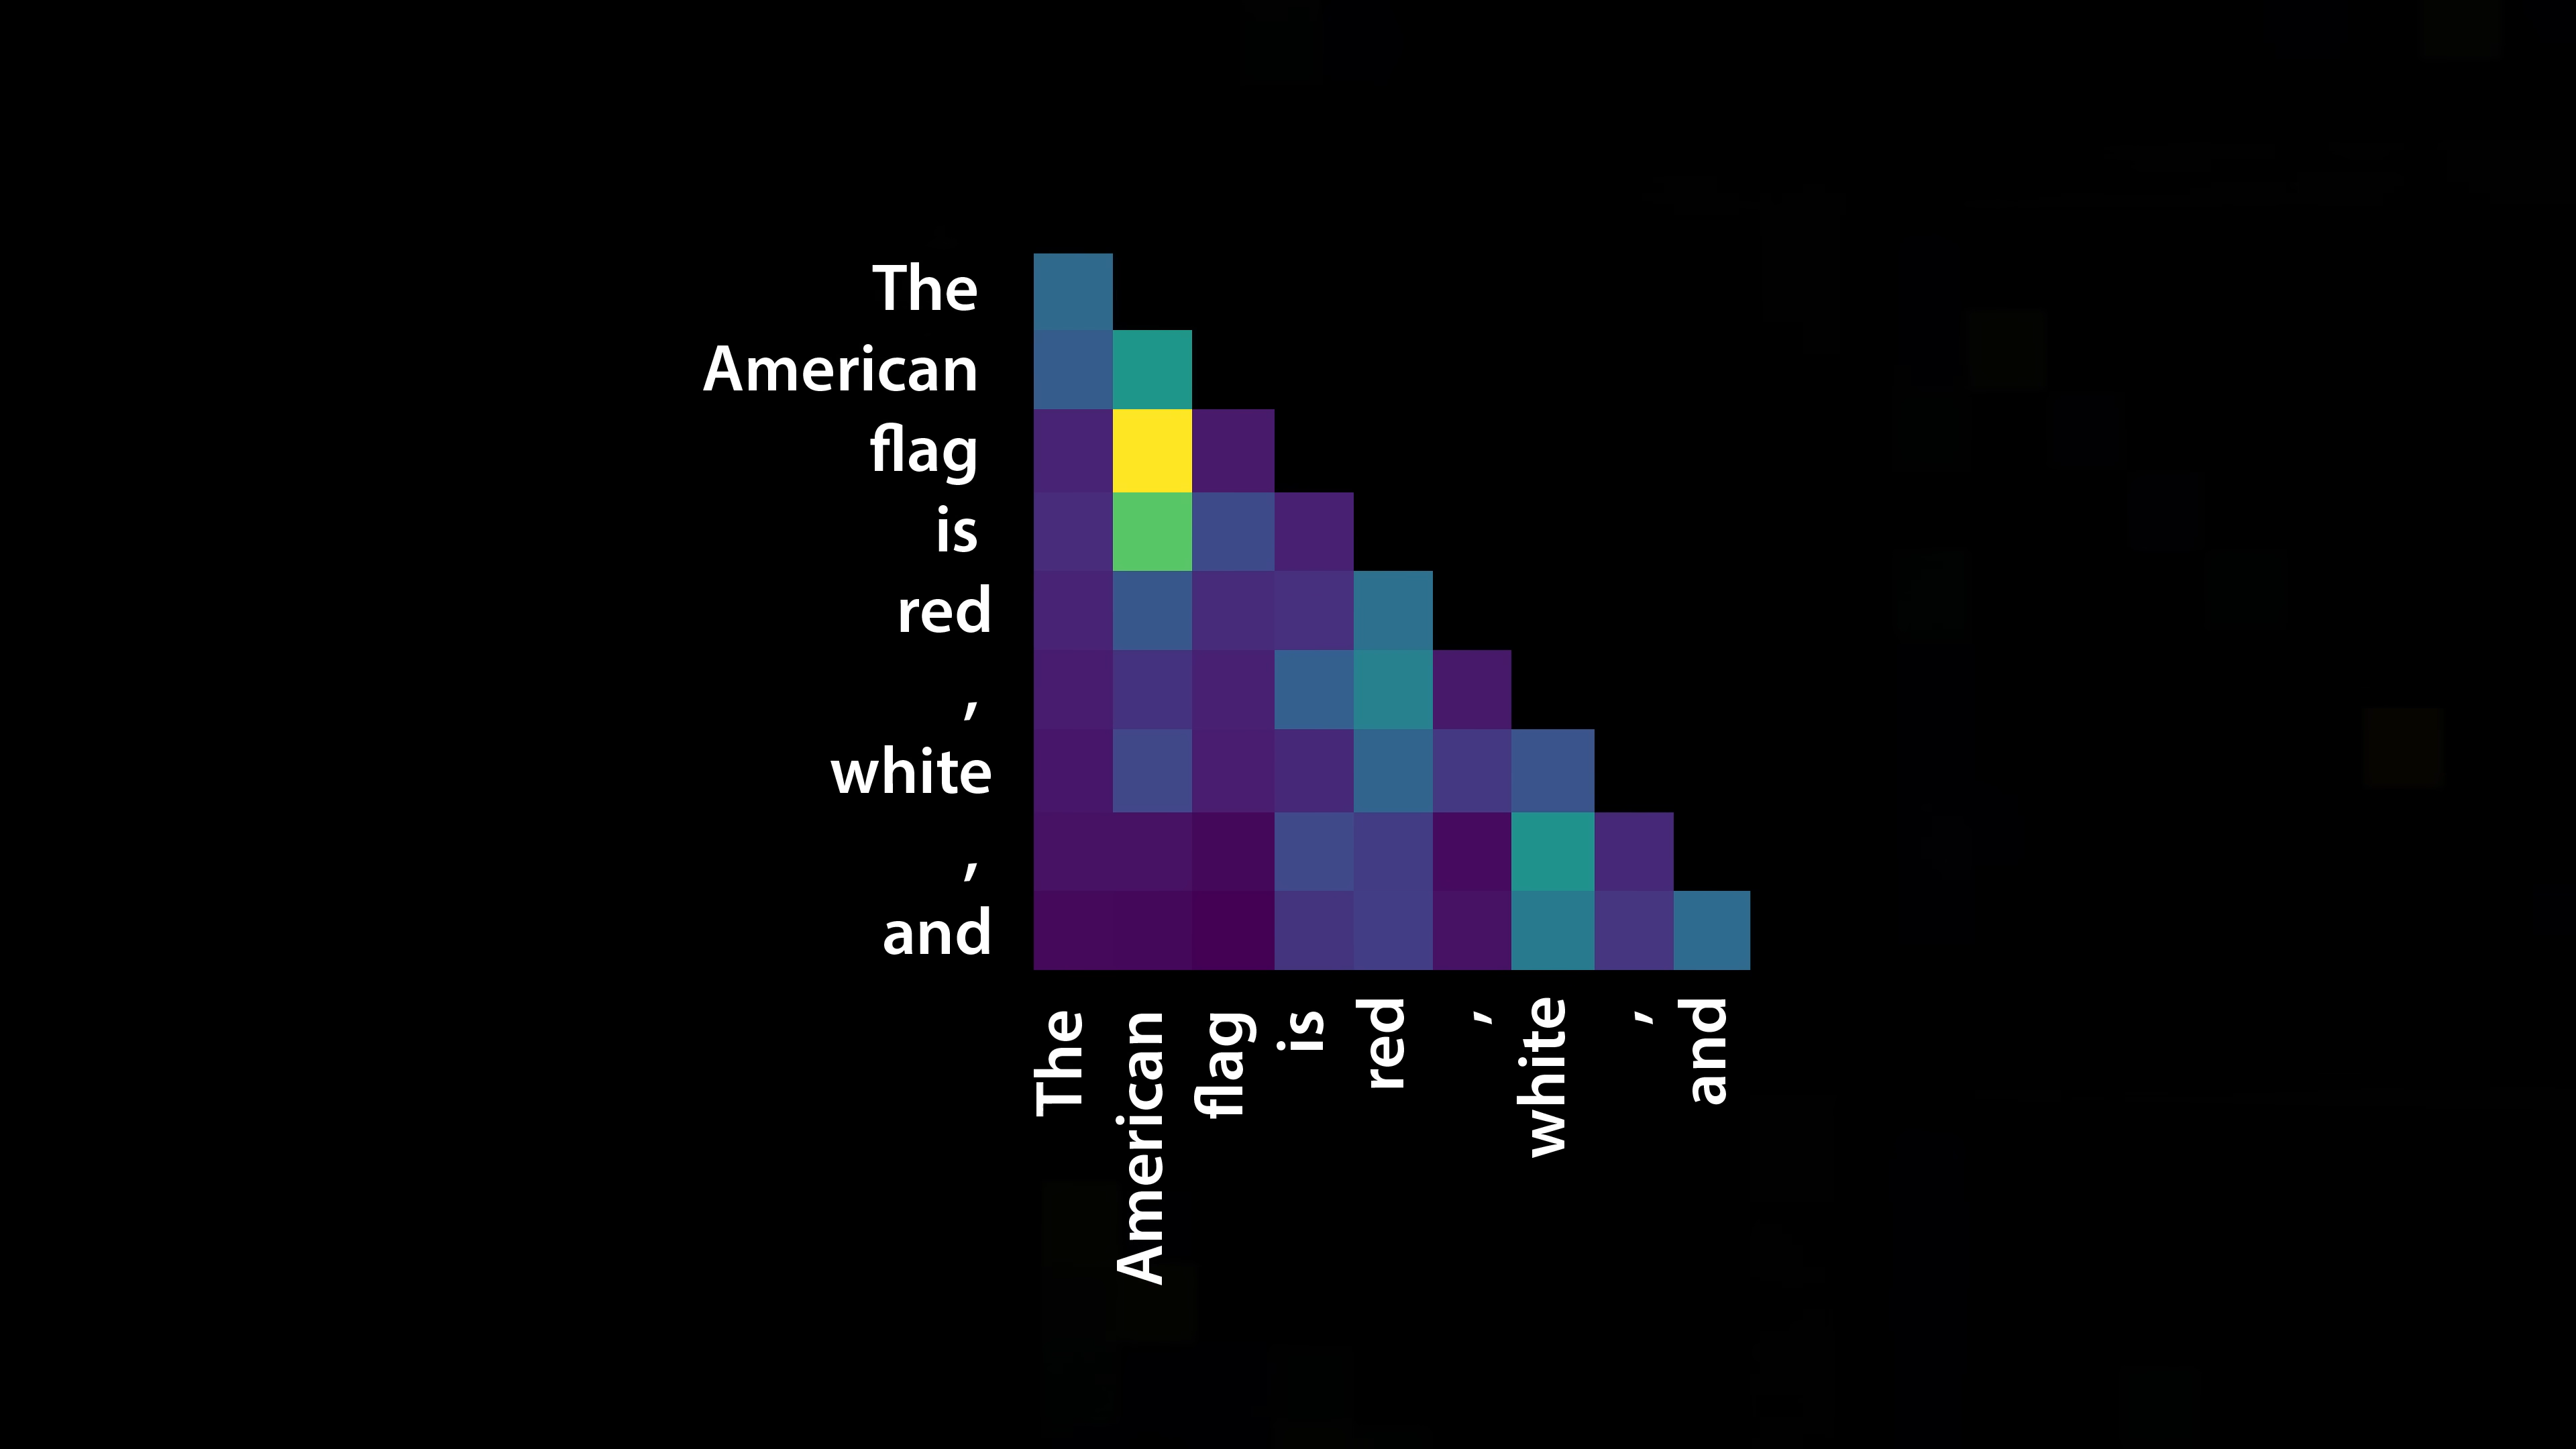 The
American
flag
is
red
,
white
,
and
The
American
flag
is
red
,
white
,
and